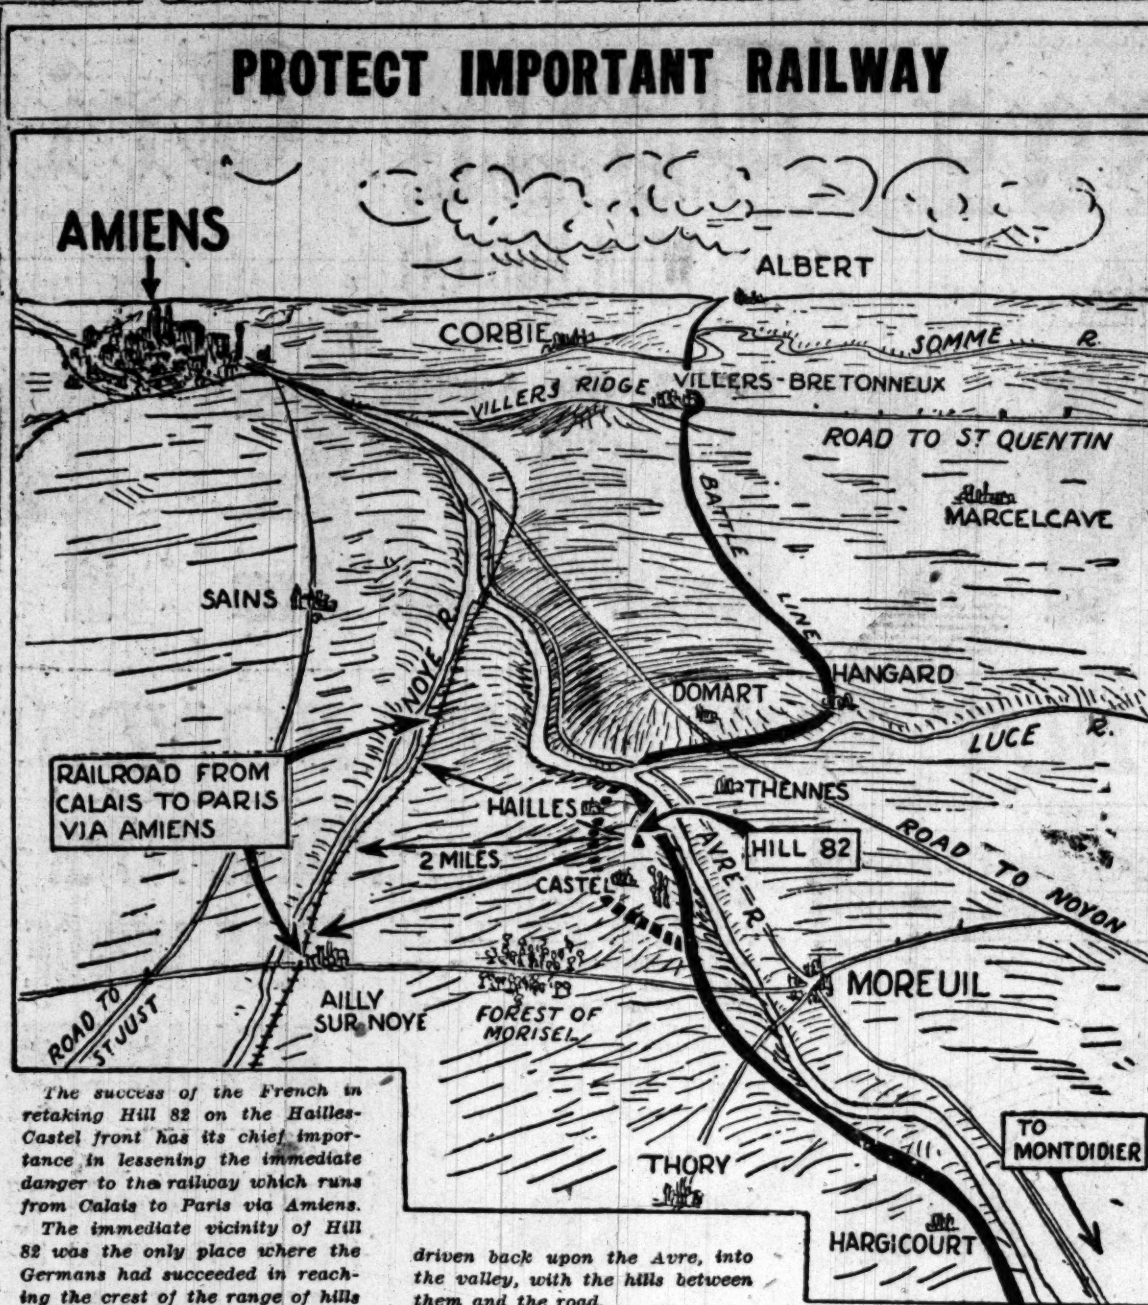 PROTECT IMPORTANT RAILWAY
AMIENS
ALBERT
CORBIE
SOMME R.
VILLERS RIDGE
VILLERS-BRETONNEUX
ROAD TO ST QUENTIN
BATTLE LINE
MARCELCAVE
SAINS
NOYE R.
HANGARD
DOMART
LUCE R.
RAILROAD FROM
CALAIS TO PARIS
VIA AMIENS
HAILLES
THENNES
2 MILES
HILL 82
AVRE-R.
ROAD TO NOYON
CASTEL
MOREUIL
AILLY
SUR NOYE
FOREST OF
MORISEL
ROAD TO
ST JUST
TO
MONTDIDIER
THORY
HARGICOURT
The success of the French in
retaking Hill 82 on the Hailles-
Castel front has its chief impor-
tance in lessening the immediate
danger to the railway which runs
from Calais to Paris via Amiens.
The immediate vicinity of Hill
82 was the only place where the
Germans had succeeded in reach-
ing the crest of the range of hills
driven back upon the Avre, into
the valley, with the hills between
them and the road.